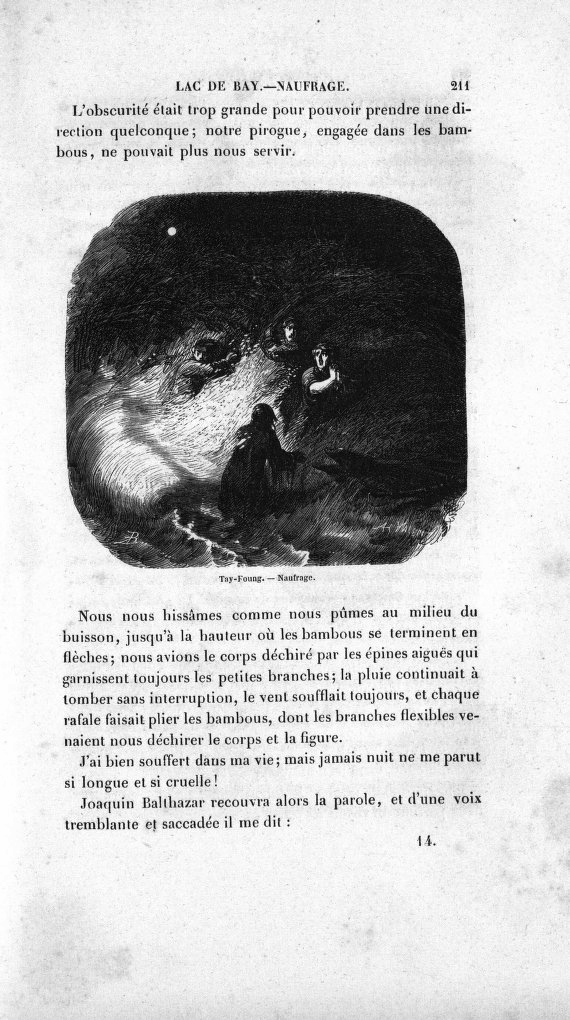 LAC DE BAY.—NAUFRAGE. 211
L'obscurité était trop grande pour pouvoir prendre une di-
rection quelconque; notre pirogue, engagée dans les bam-
bous, ne pouvait plus nous servir.
Tay-Foung. — Naufrage.
Nous nous hissâmes comme nous pûmes au milieu du
buisson, jusqu'à la hauteur où les bambous se terminent en
flèches; nous avions le corps déchiré par les épines aiguës qui
garnissent toujours les petites branches; la pluie continuait à
tomber sans interruption, le vent soufflait toujours, et chaque
rafale faisait plier les bambous, dont les branches flexibles ve-
naient nous déchirer le corps et la figure.
J'ai bien souffert dans ma vie; mais jamais nuit ne me parut
si longue et si cruelle!
Joaquin Balthazar recouvra alors la parole, et d'une voix
tremblante et saccadée il me dit :
14.